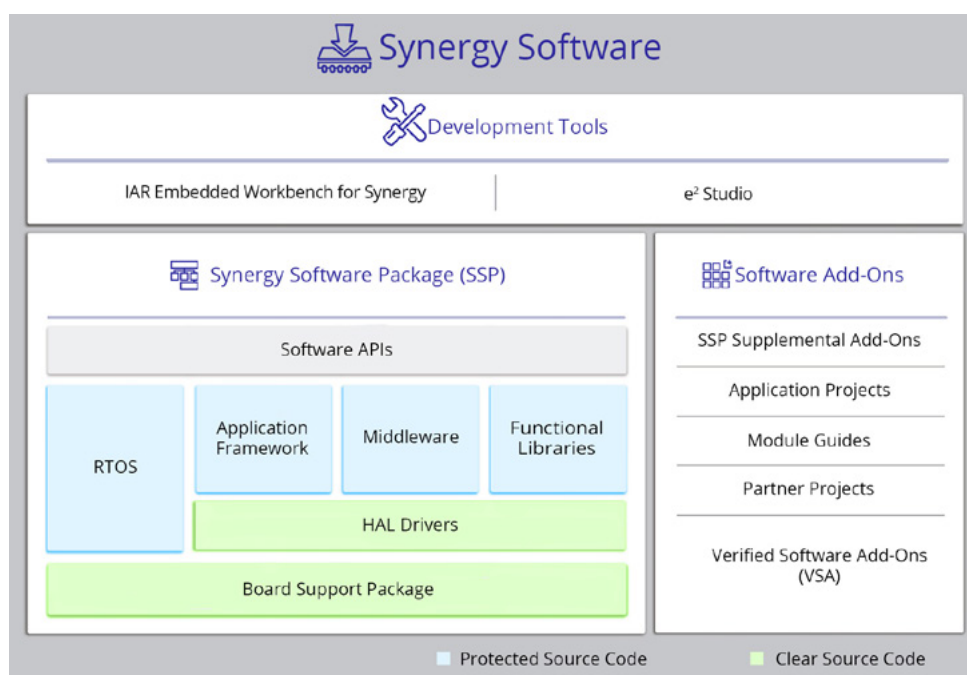 Synergy Software
Development Tools
IAR Embedded Workbench for Synergy
e² Studio
Synergy Software Package (SSP)
Software APIs
RTOS
Application
Framework
Middleware
Functional
Libraries
HAL Drivers
Board Support Package
Software Add-Ons
SSP Supplemental Add-Ons
Application Projects
Module Guides
Partner Projects
Verified Software Add-Ons
(VSA)
Protected Source Code
Clear Source Code